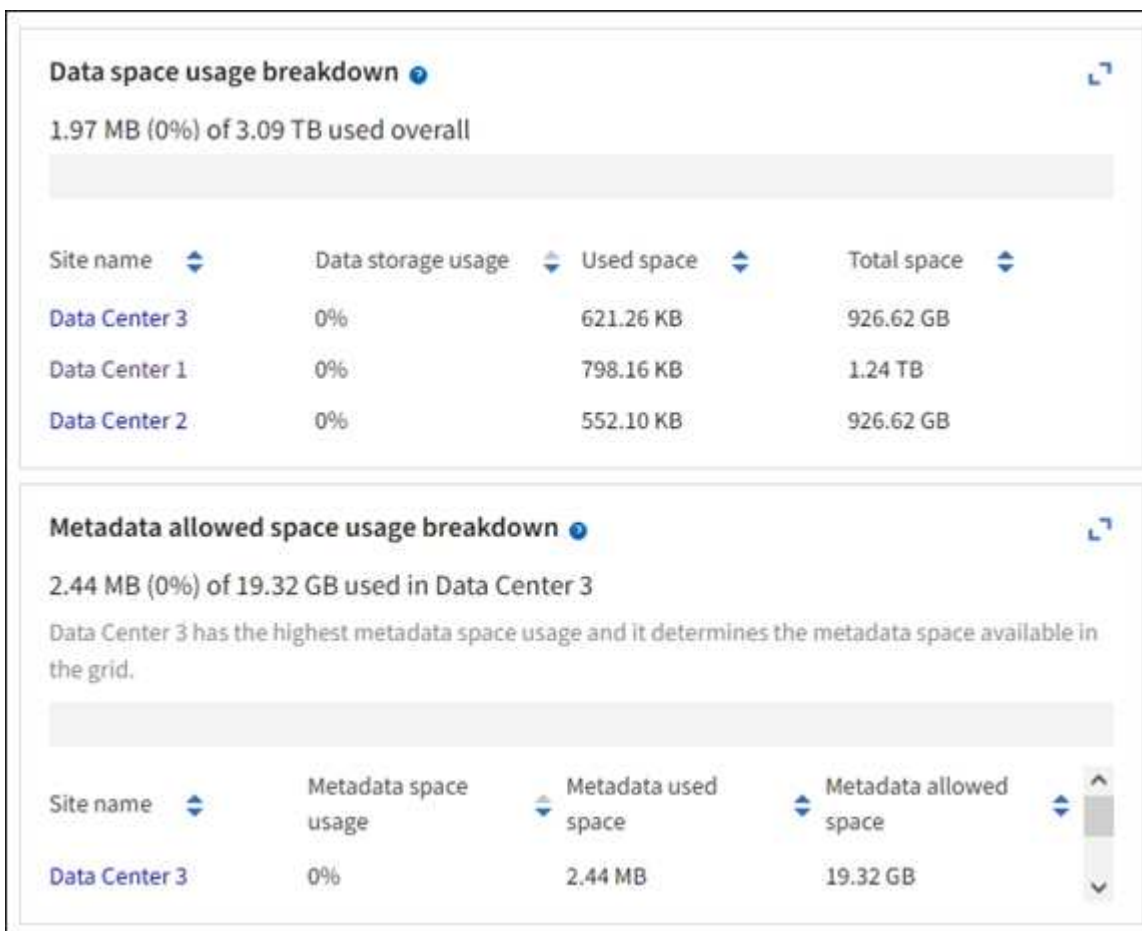 Data space usage breakdown ?
1.97 MB (0%) of 3.09 TB used overall
Site name Data storage usage Used space Total space
Data Center 3 0% 621.26 KB 926.62 GB
Data Center 1 0% 798.16 KB 1.24 TB
Data Center 2 0% 552.10 KB 926.62 GB
Metadata allowed space usage breakdown ?
2.44 MB (0%) of 19.32 GB used in Data Center 3
Data Center 3 has the highest metadata space usage and it determines the metadata space available in
the grid.
Site name Metadata space usage Metadata used space Metadata allowed space
Data Center 3 0% 2.44 MB 19.32 GB